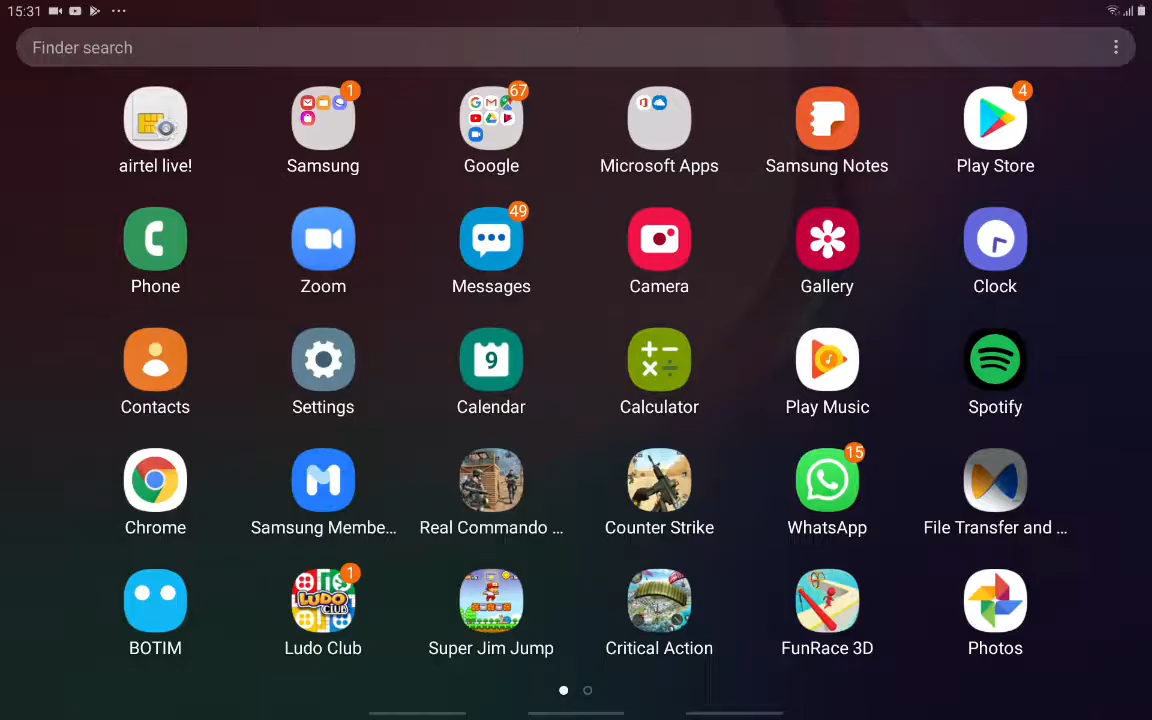 15:31
Finder search
1
67
4
airtel live!
Samsung
Google
Microsoft Apps
Samsung Notes
Play Store
49
Phone
Zoom
Messages
Camera
Gallery
Clock
9
Contacts
Settings
Calendar
Calculator
Play Music
Spotify
15
Chrome
Samsung Membe...
Real Commando ...
Counter Strike
WhatsApp
File Transfer and ...
1
LUDO
CLUB
BOTIM
Ludo Club
Super Jim Jump
Critical Action
FunRace 3D
Photos